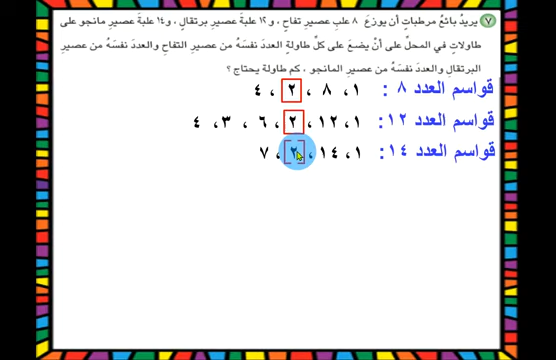 ٧ يريدُ بائعُ مرطباتٍ أن يوزعَ ٨ علبِ عصيرِ تفاحٍ ، و١٢ علبةَ عصيرِ برتقالٍ، و١٤ علبةَ عصيرِ مانجو على
طاولاتٍ في المحلِّ على أنْ يضعَ على كلِّ طاولةٍ العددَ نفسَهُ من عصيرِ التفاحِ والعددَ نفسَهُ من عصيرِ
البرتقالِ والعددَ نفسَهُ من عصيرِ المانجو ، كم طاولة يحتاج ؟
قواسم العدد ٨ : ١، ٨ ، ٢ ، ٤
قواسم العدد ١٢ : ١، ١٢، ٢ ، ٦ ، ٣، ٤
قواسم العدد ١٤ : ١، ١٤، ٢ ، ٧